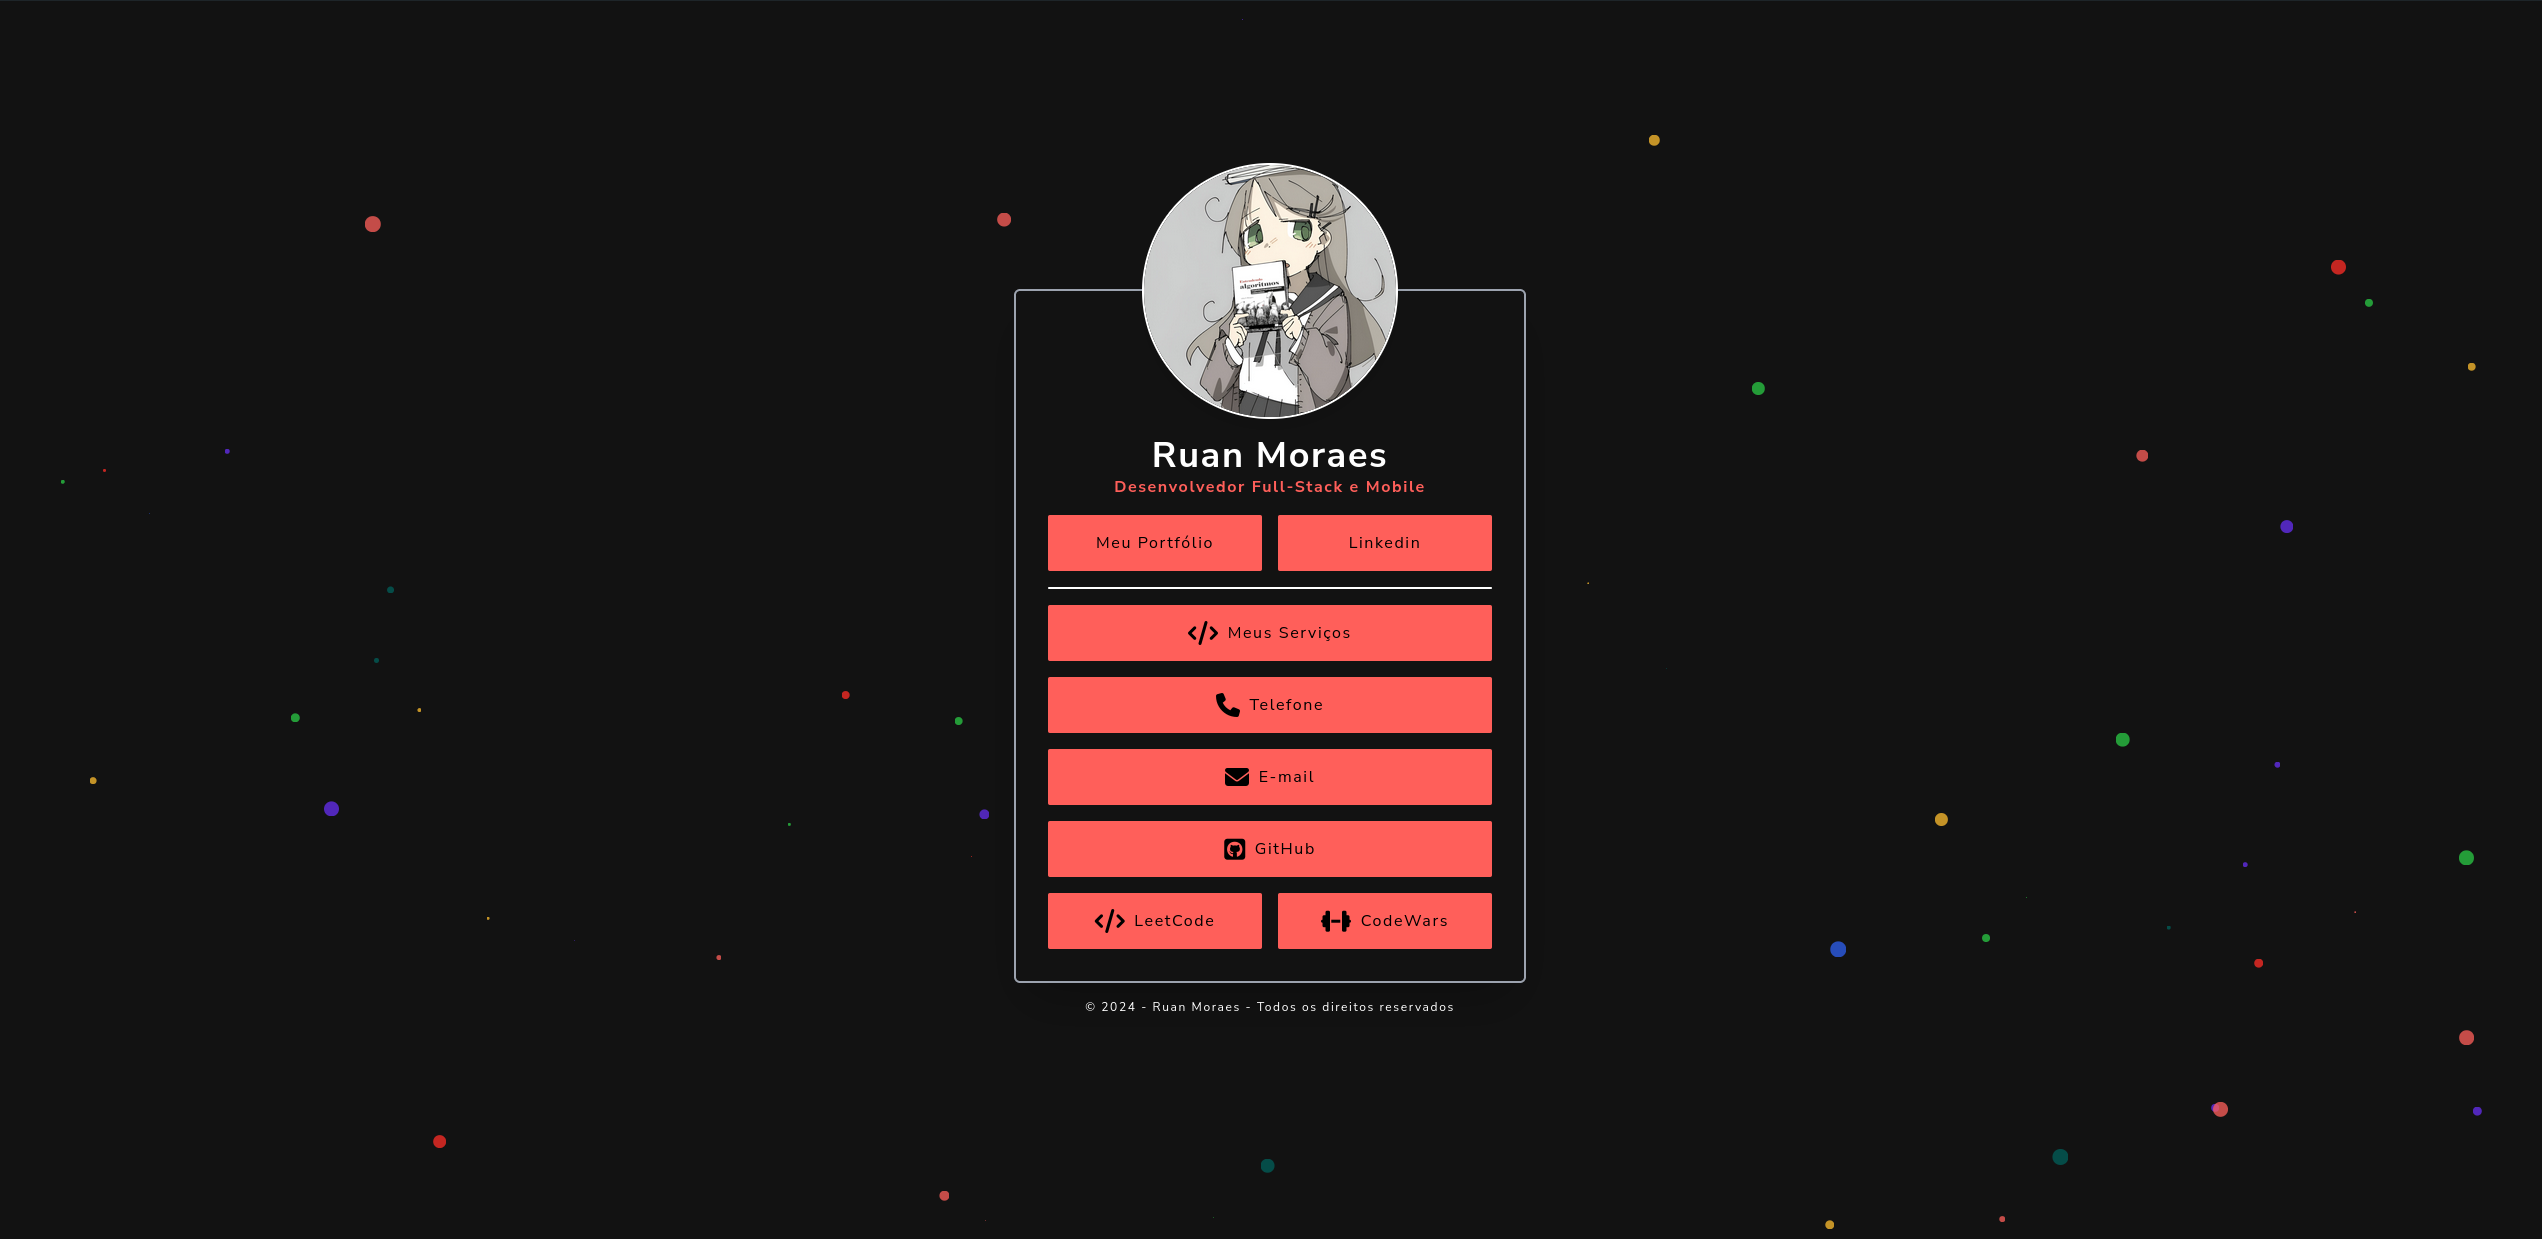 algoritmos
Ruan Moraes
Desenvolvedor Full-Stack e Mobile
Meu Portfólio
Linkedin
Meus Serviços
Telefone
E-mail
GitHub
LeetCode
CodeWars
© 2024 - Ruan Moraes - Todos os direitos reservados